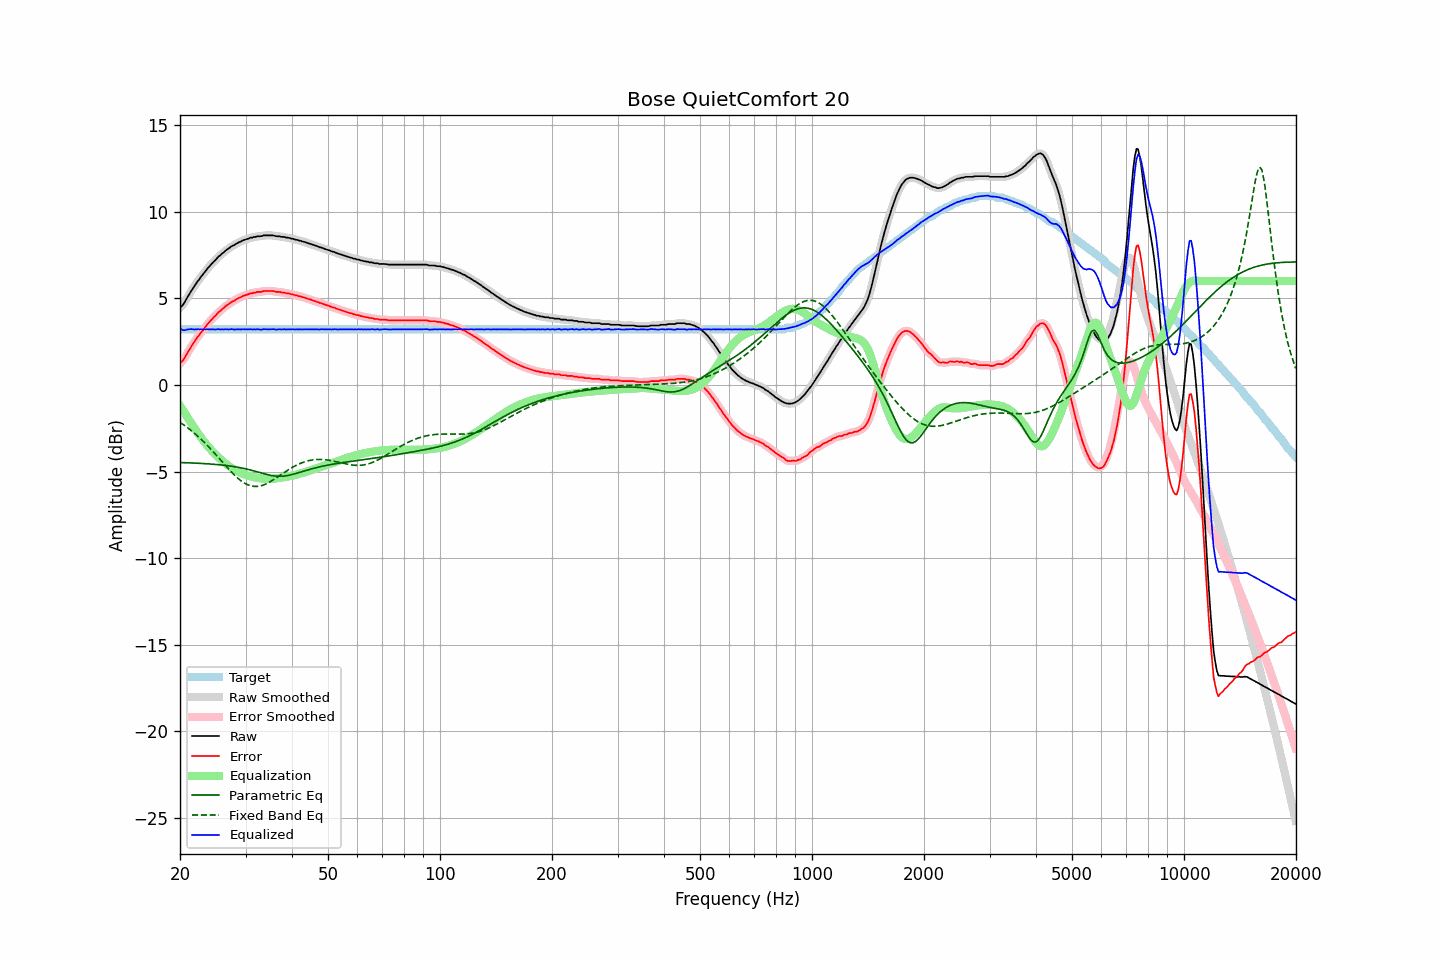 Bose QuietComfort 20
Amplitude (dBr)
15
10
5
0
−5
−10
−15
−20
−25
Target
Raw Smoothed
Error Smoothed
Raw
Error
Equalization
Parametric Eq
Fixed Band Eq
Equalized
20 50 100 200 500 1000 2000 5000 10000 20000
Frequency (Hz)